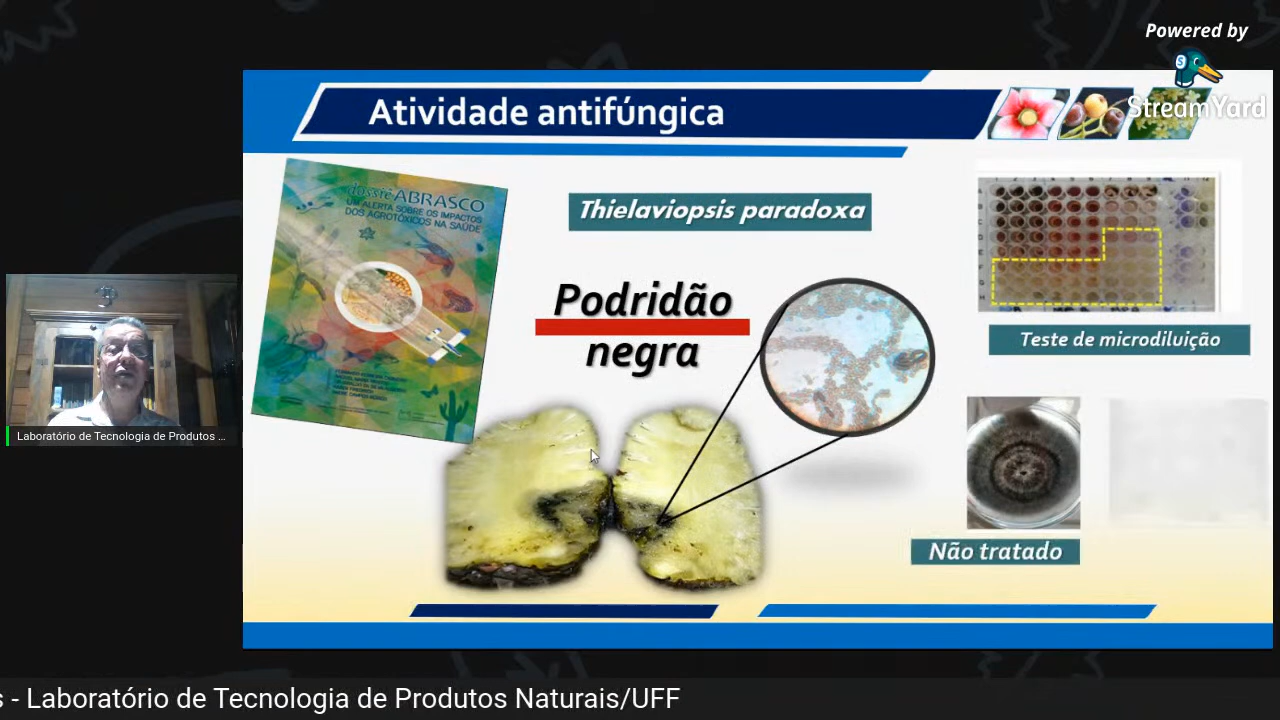 Powered by
StreamYard
Atividade antifúngica
dossiê ABRASCO
UM ALERTA SOBRE OS IMPACTOS
DOS AGROTÓXICOS NA SAÚDE
Thielaviopsis paradoxa
Podridão
negra
Teste de microdiluição
Não tratado
Laboratório de Tecnologia de Produtos ...
s - Laboratório de Tecnologia de Produtos Naturais/UFF